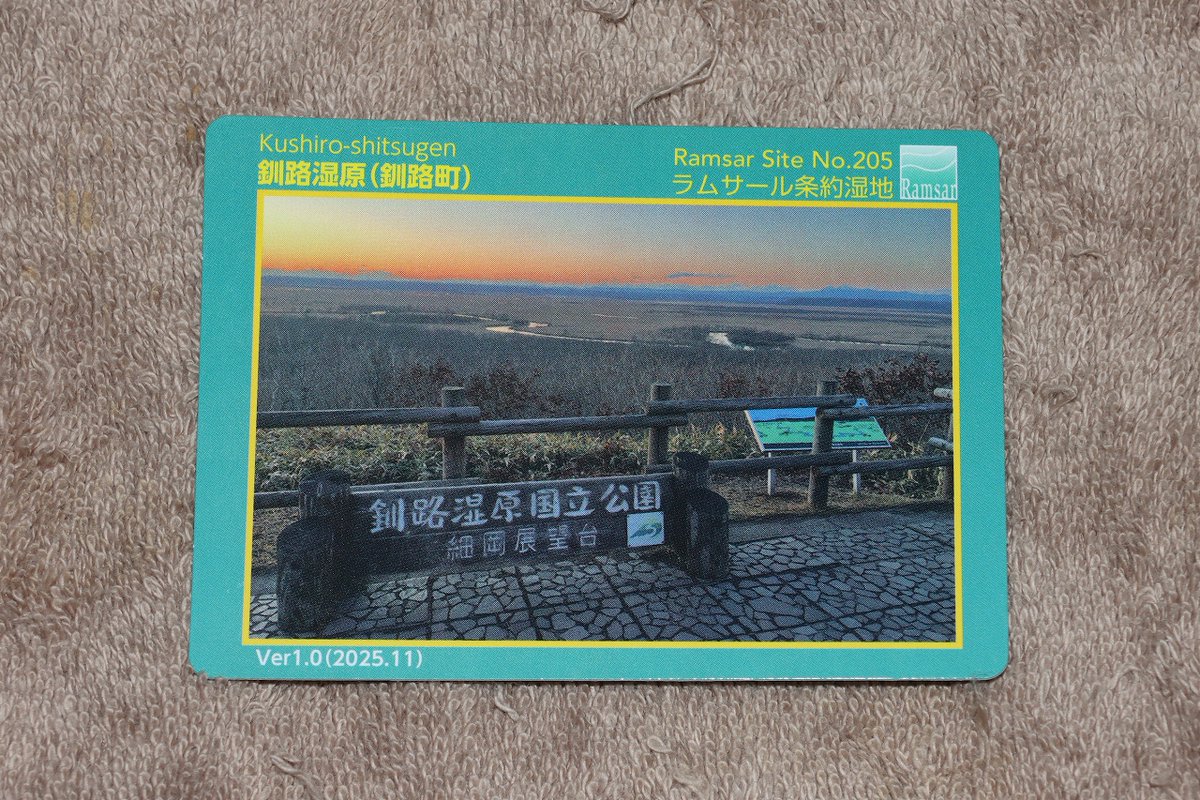 Kushiro-shitsugen
釧路湿原(釧路町)
Ramsar Site No.205
ラムサール条約湿地
Ramsar
釧路湿原国立公園
細岡展望台
Ver1.0(2025.11)